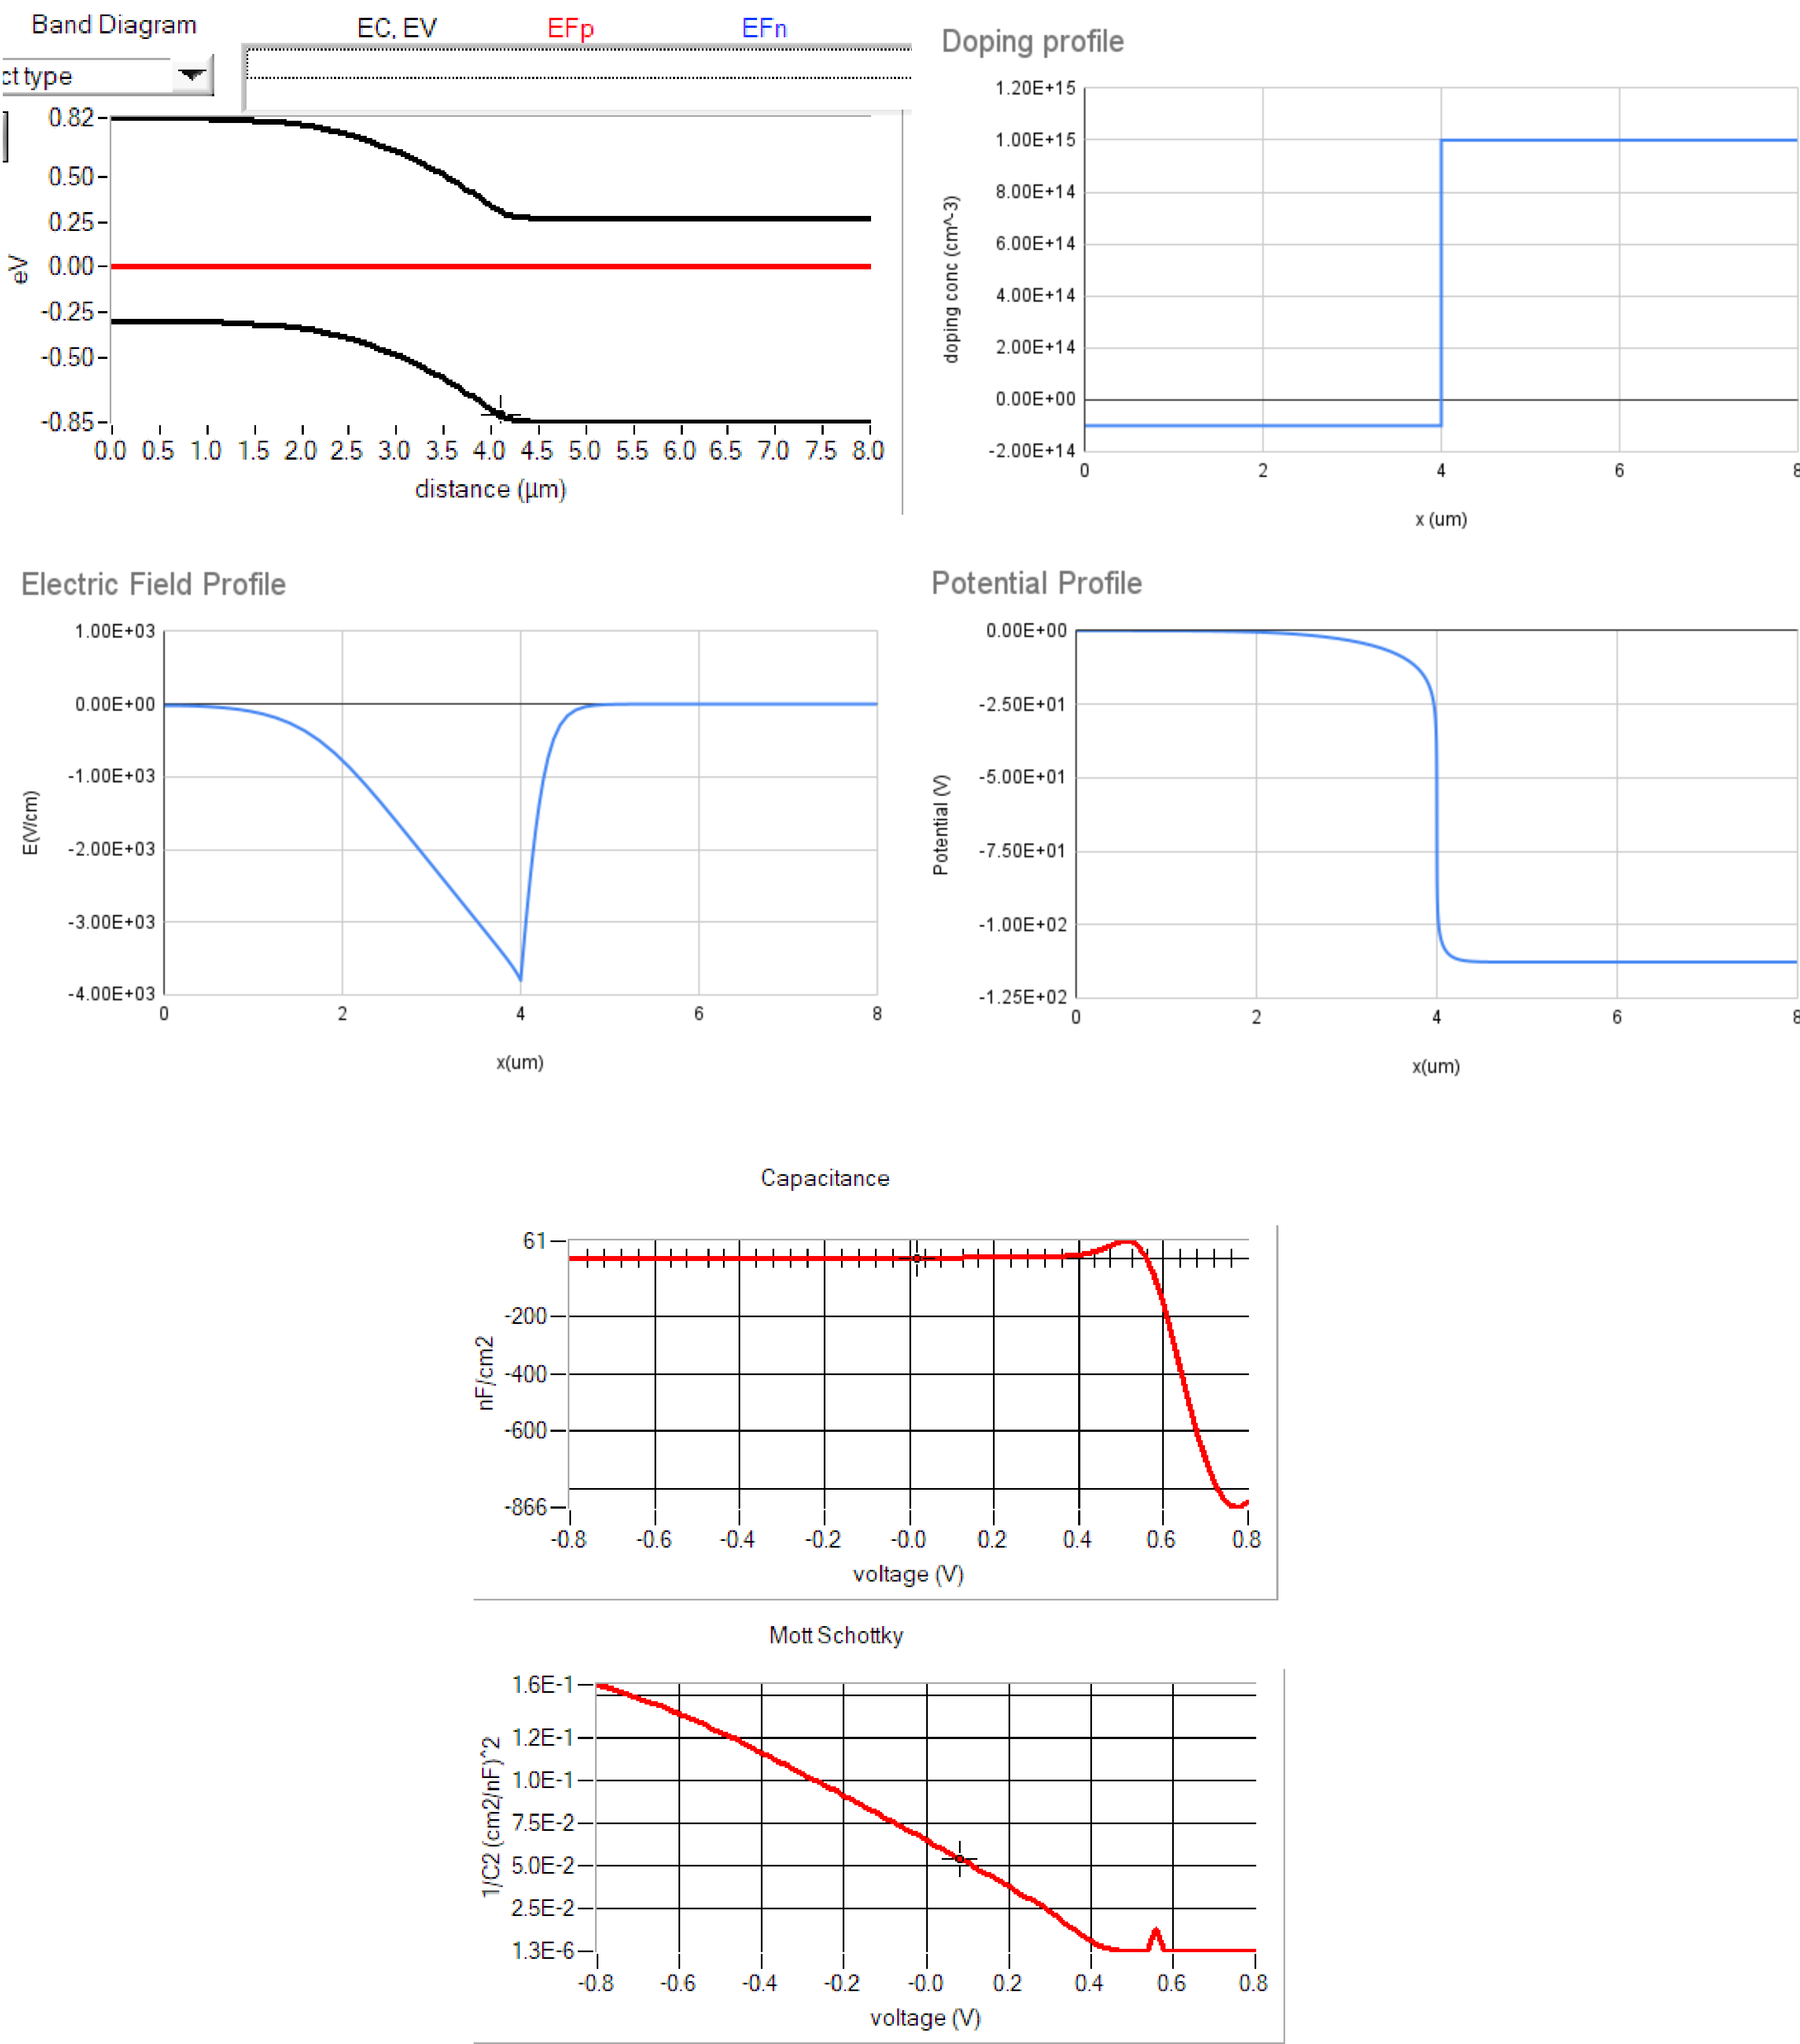 Band Diagram
EC, EV EFp EFn
ct type
0.82
0.50
0.25
0.00
-0.25
-0.50
-0.85
eV
0.0 0.5 1.0 1.5 2.0 2.5 3.0 3.5 4.0 4.5 5.0 5.5 6.0 6.5 7.0 7.5 8.0
distance (µm)
Doping profile
1.20E+15
1.00E+15
8.00E+14
6.00E+14
4.00E+14
2.00E+14
0.00E+00
-2.00E+14
doping conc (cm^-3)
0 2 4 6 8
x (um)
Electric Field Profile
1.00E+03
0.00E+00
-1.00E+03
-2.00E+03
-3.00E+03
-4.00E+03
E(V/cm)
0 2 4 6 8
x(um)
Potential Profile
0.00E+00
-2.50E+01
-5.00E+01
-7.50E+01
-1.00E+02
-1.25E+02
Potential (V)
0 2 4 6 8
x(um)
Capacitance
61
-200
-400
-600
-866
nF/cm2
-0.8 -0.6 -0.4 -0.2 -0.0 0.2 0.4 0.6 0.8
voltage (V)
Mott Schottky
1.6E-1
1.2E-1
1.0E-1
7.5E-2
5.0E-2
2.5E-2
1.3E-6
1/C2 (cm2/nF)^2
-0.8 -0.6 -0.4 -0.2 -0.0 0.2 0.4 0.6 0.8
voltage (V)